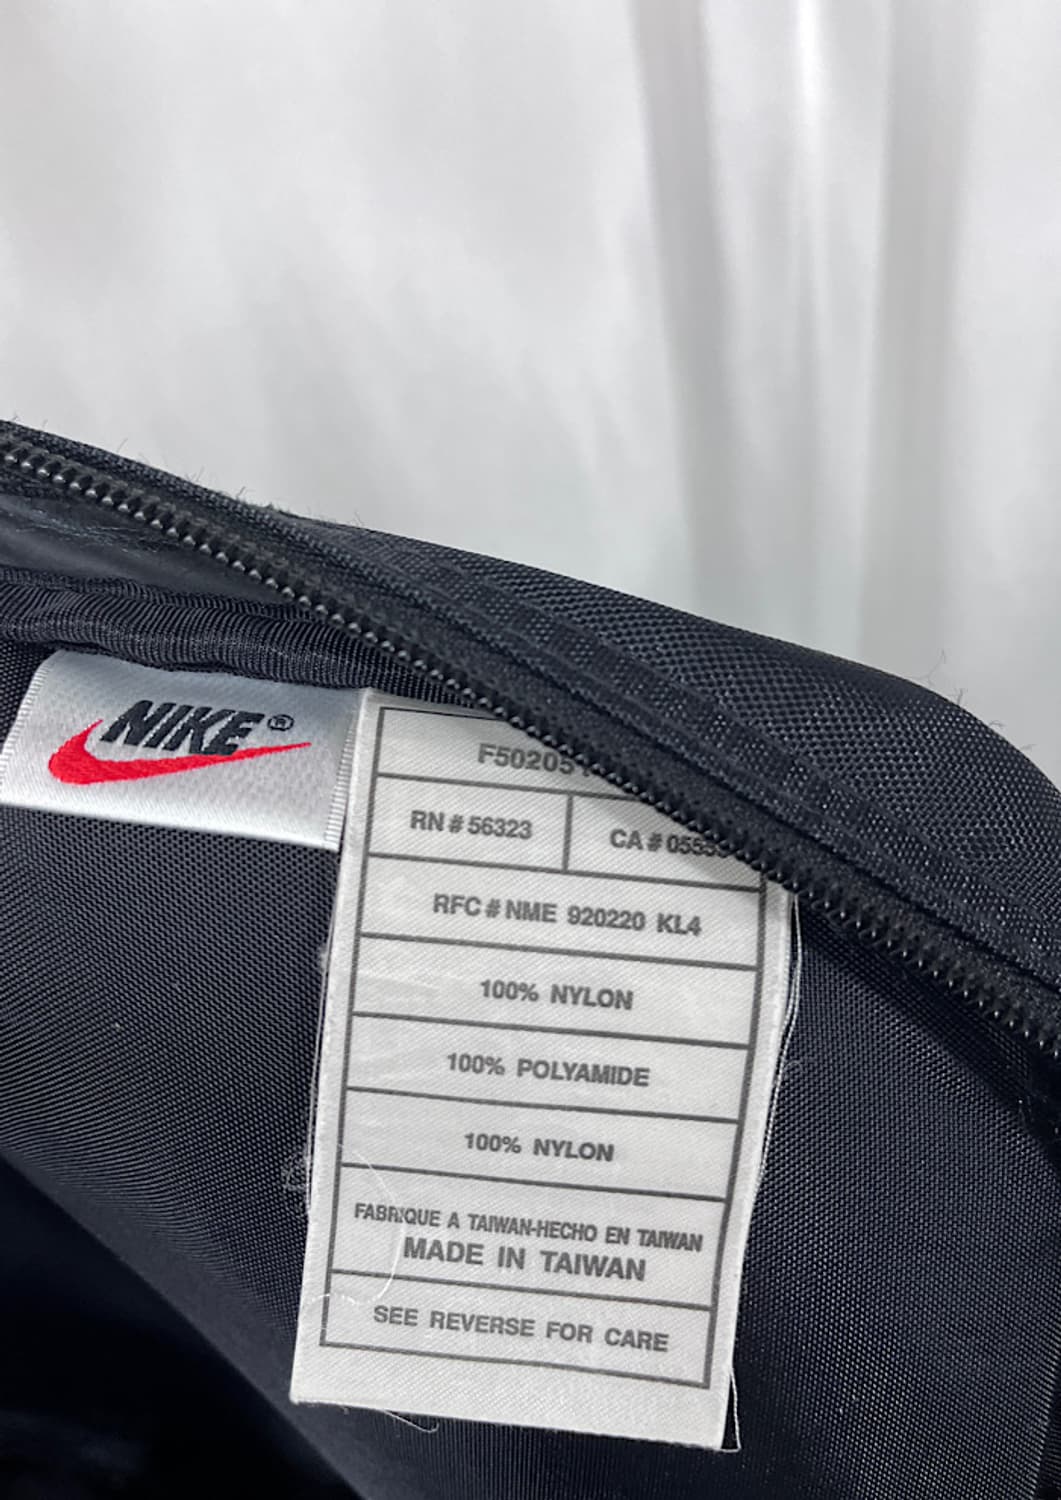 NIKE®
RN # 56323
RFC # NME 920220 KL4
100% NYLON
100% POLYAMIDE
100% NYLON
FABRIQUE A TAIWAN-HECHO EN TAIWAN
MADE IN TAIWAN
SEE REVERSE FOR CARE